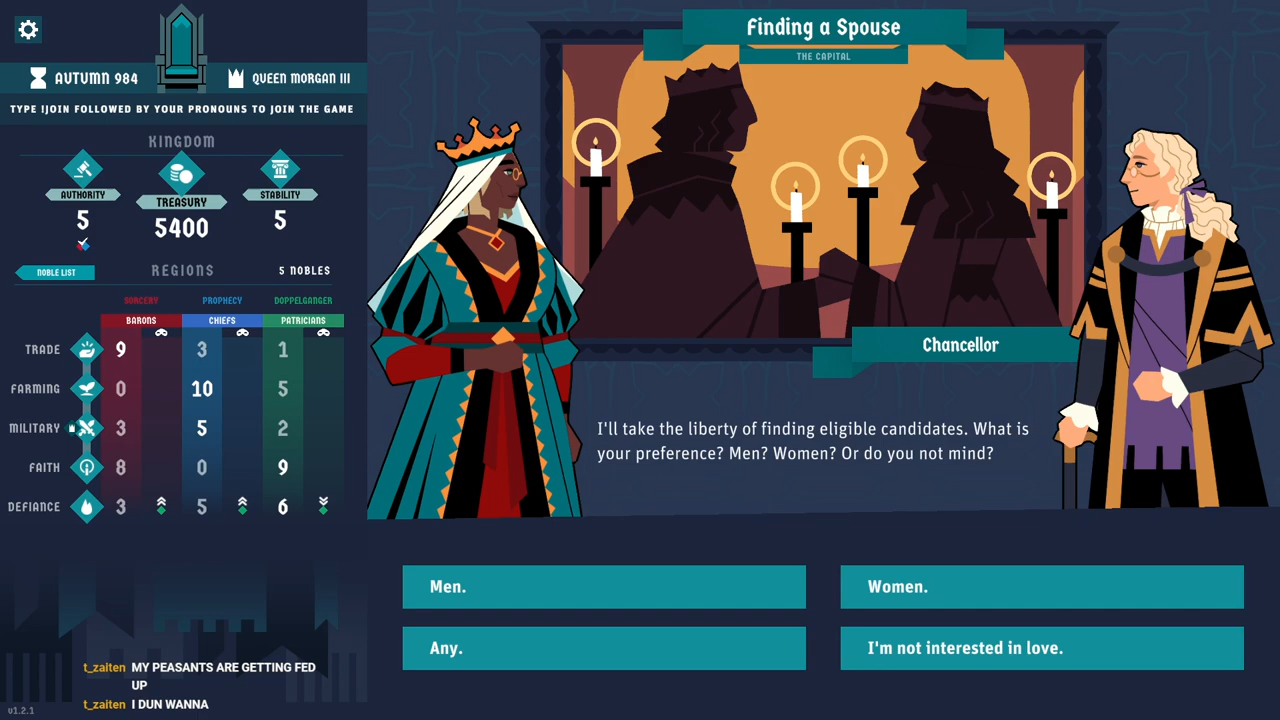 AUTUMN 984
QUEEN MORGAN III
TYPE !JOIN FOLLOWED BY YOUR PRONOUNS TO JOIN THE GAME
KINGDOM
AUTHORITY
TREASURY
STABILITY
5
5400
5
NOBLE LIST
REGIONS
5 NOBLES
SORCERY
PROPHECY
DOPPELGANGER
BARONS
CHIEFS
PATRICIANS
TRADE 9 3 1
FARMING 0 10 5
MILITARY 3 5 2
FAITH 8 0 9
DEFIANCE 3 5 6
t_zaiten MY PEASANTS ARE GETTING FED
UP
t_zaiten I DUN WANNA
v1.2.1
Finding a Spouse
THE CAPITAL
Chancellor
I'll take the liberty of finding eligible candidates. What is
your preference? Men? Women? Or do you not mind?
Men.
Women.
Any.
I'm not interested in love.